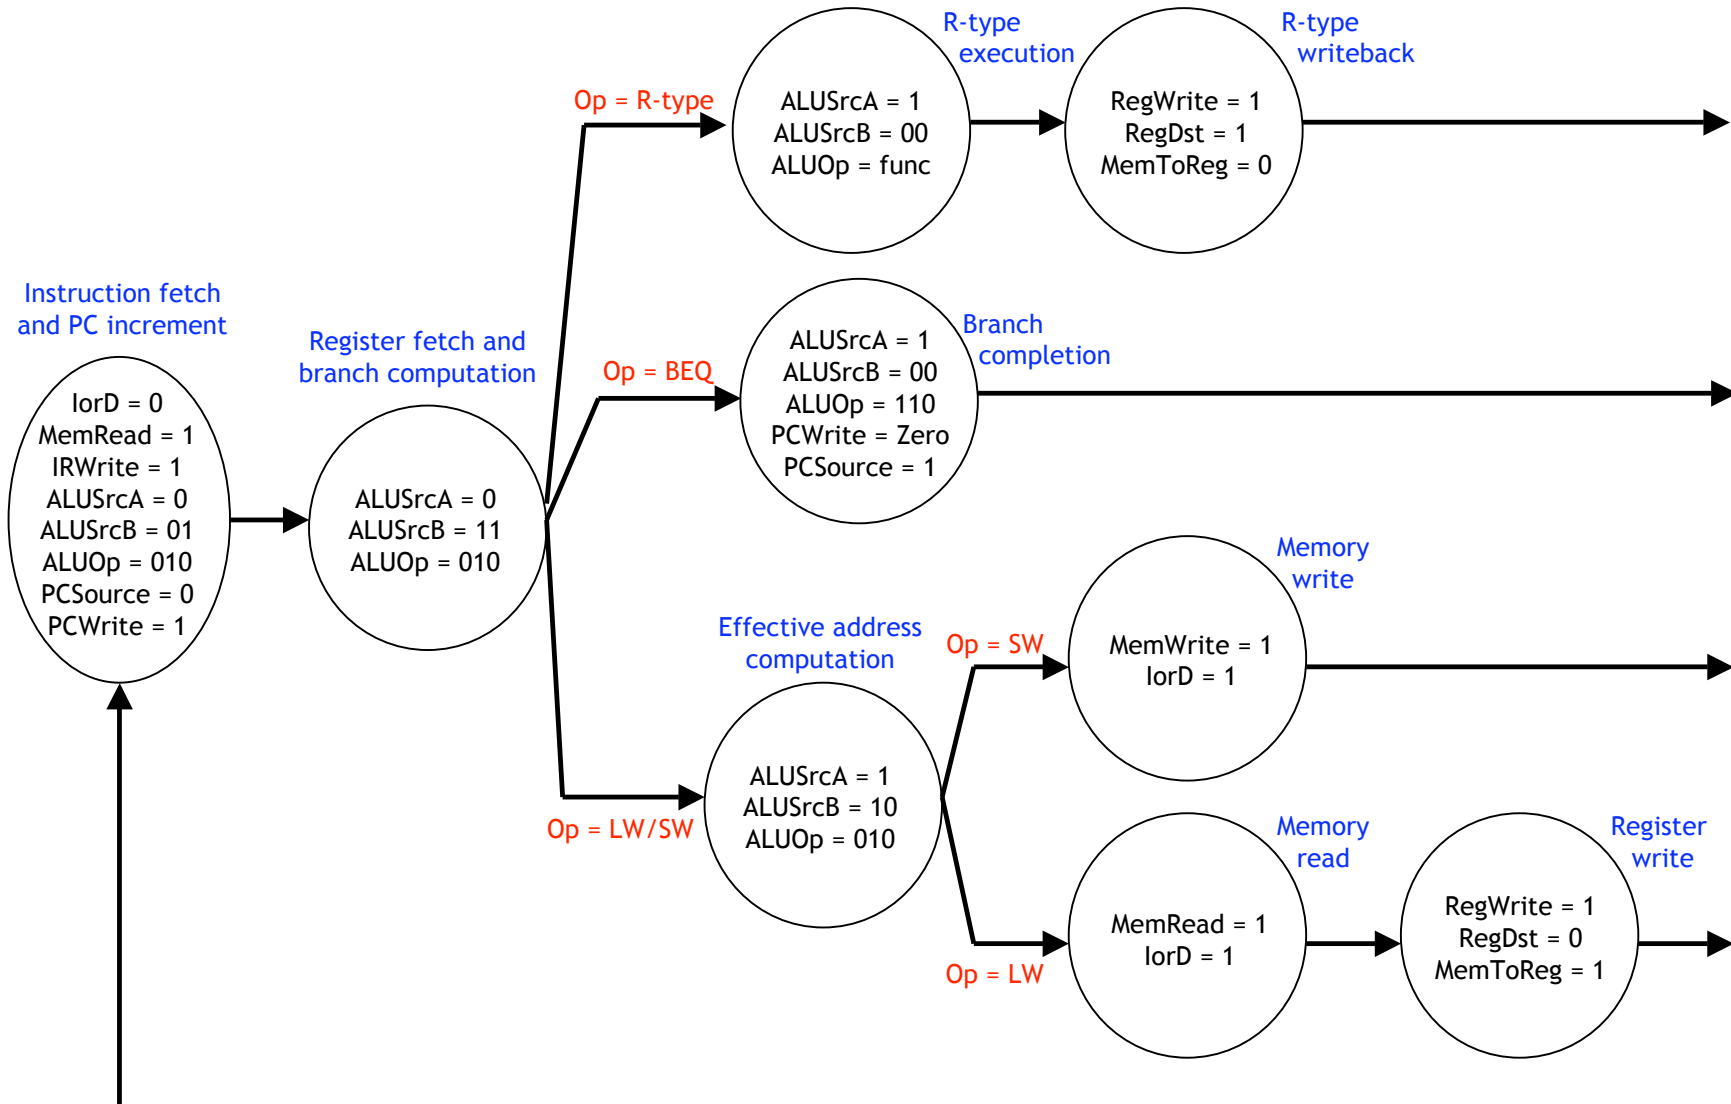 R-type
execution
R-type
writeback
Op = R-type
ALUSrcA = 1
ALUSrcB = 00
ALUOp = func
RegWrite = 1
RegDst = 1
MemToReg = 0
Instruction fetch
and PC increment
Register fetch and
branch computation
Op = BEQ
ALUSrcA = 1
ALUSrcB = 00
ALUOp = 110
PCWrite = Zero
PCSource = 1
Branch
completion
IorD = 0
MemRead = 1
IRWrite = 1
ALUSrcA = 0
ALUSrcB = 01
ALUOp = 010
PCSource = 0
PCWrite = 1
ALUSrcA = 0
ALUSrcB = 11
ALUOp = 010
Effective address
computation
Op = SW
Memory
write
MemWrite = 1
IorD = 1
Op = LW/SW
ALUSrcA = 1
ALUSrcB = 10
ALUOp = 010
Op = LW
Memory
read
MemRead = 1
IorD = 1
Register
write
RegWrite = 1
RegDst = 0
MemToReg = 1